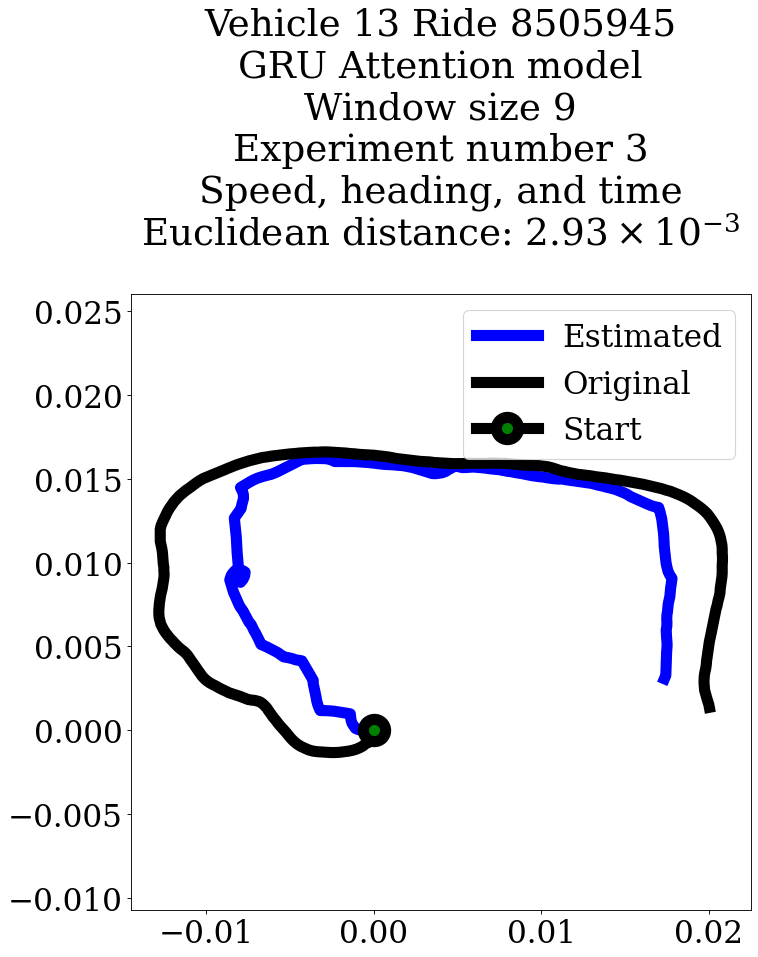 Vehicle 13 Ride 8505945
GRU Attention model
Window size 9
Experiment number 3
Speed, heading, and time
Euclidean distance: 2.93 × 10⁻³
0.025
0.020
0.015
0.010
0.005
0.000
−0.005
−0.010
Estimated
Original
Start
−0.01 0.00 0.01 0.02